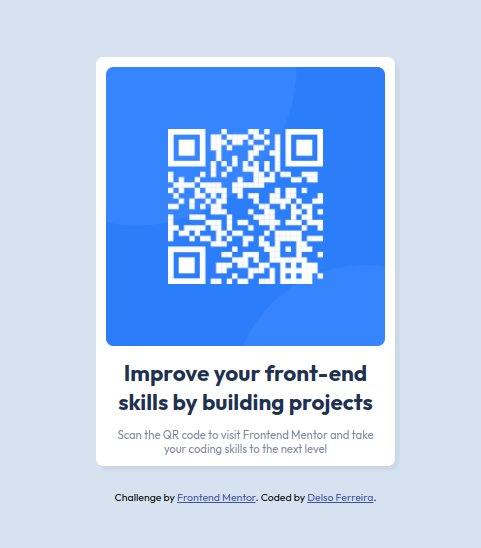 Improve your front-end
skills by building projects
Scan the QR code to visit Frontend Mentor and take
your coding skills to the next level
Challenge by Frontend Mentor. Coded by Delso Ferreira.